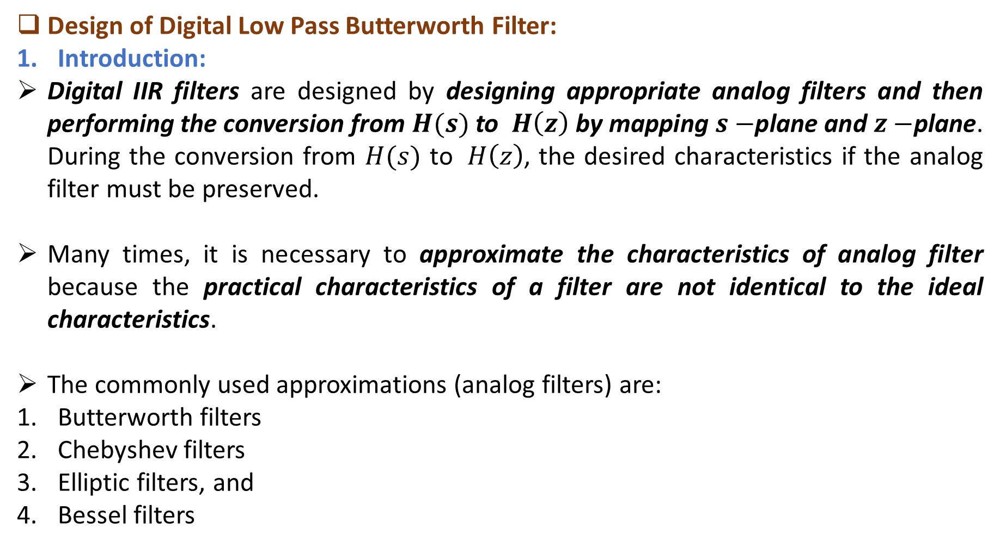 ❑ Design of Digital Low Pass Butterworth Filter:
1. Introduction:
➢ Digital IIR filters are designed by designing appropriate analog filters and then
performing the conversion from H(s) to H(z) by mapping s −plane and z −plane.
During the conversion from H(s) to H(z), the desired characteristics if the analog
filter must be preserved.
➢ Many times, it is necessary to approximate the characteristics of analog filter
because the practical characteristics of a filter are not identical to the ideal
characteristics.
➢ The commonly used approximations (analog filters) are:
1. Butterworth filters
2. Chebyshev filters
3. Elliptic filters, and
4. Bessel filters